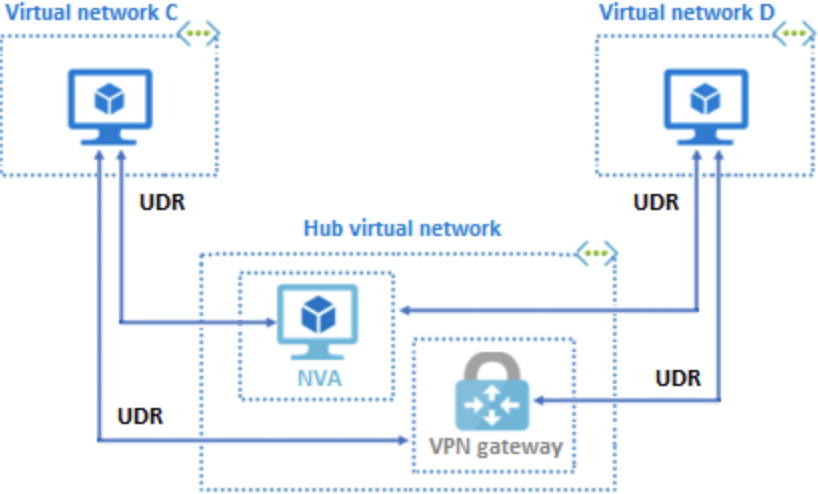 Virtual network C
Virtual network D
UDR
UDR
Hub virtual network
NVA
UDR
UDR
VPN gateway